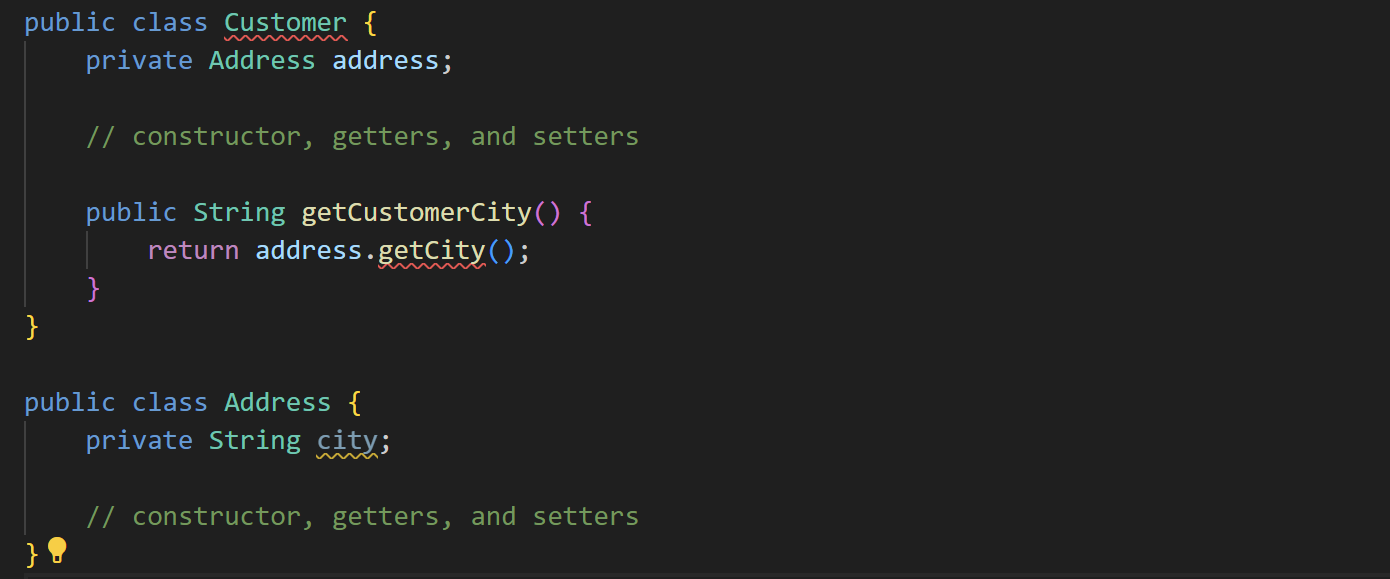 public class Customer {
    private Address address;

    // constructor, getters, and setters

    public String getCustomerCity() {
        return address.getCity();
    }
}

public class Address {
    private String city;

    // constructor, getters, and setters
}